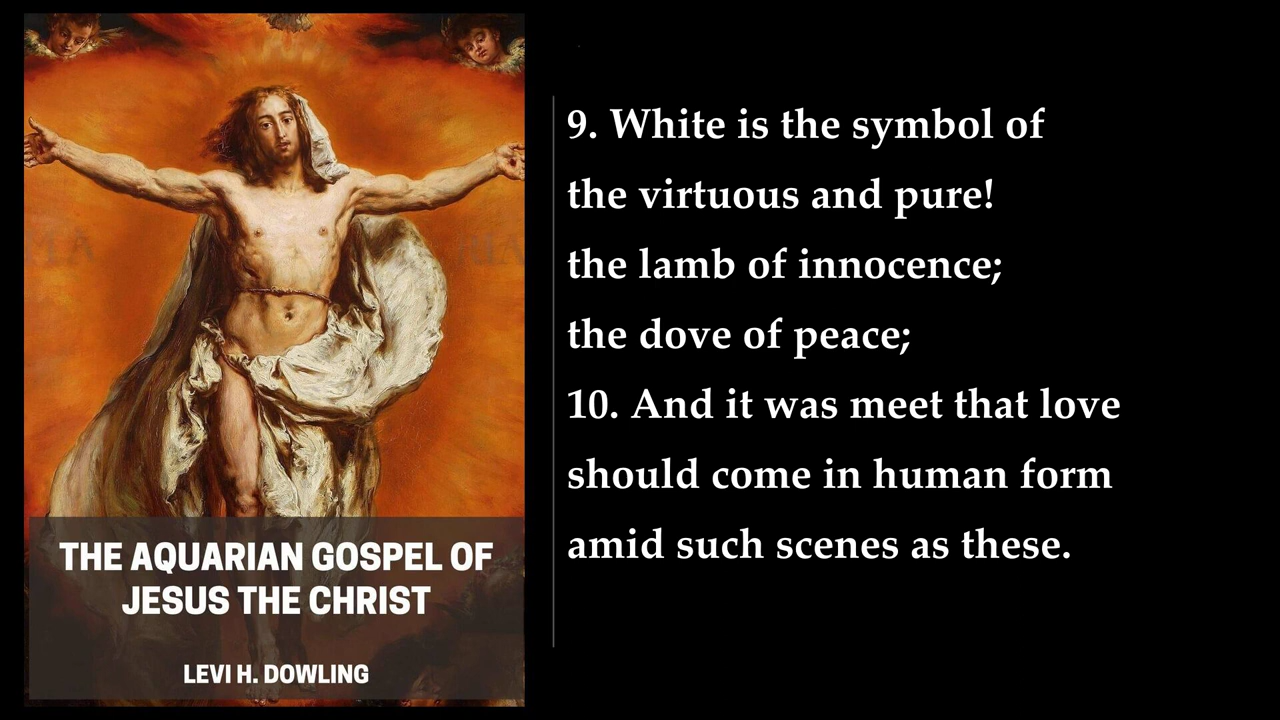 THE AQUARIAN GOSPEL OF
JESUS THE CHRIST
LEVI H. DOWLING
9. White is the symbol of
the virtuous and pure!
the lamb of innocence;
the dove of peace;
10. And it was meet that love
should come in human form
amid such scenes as these.